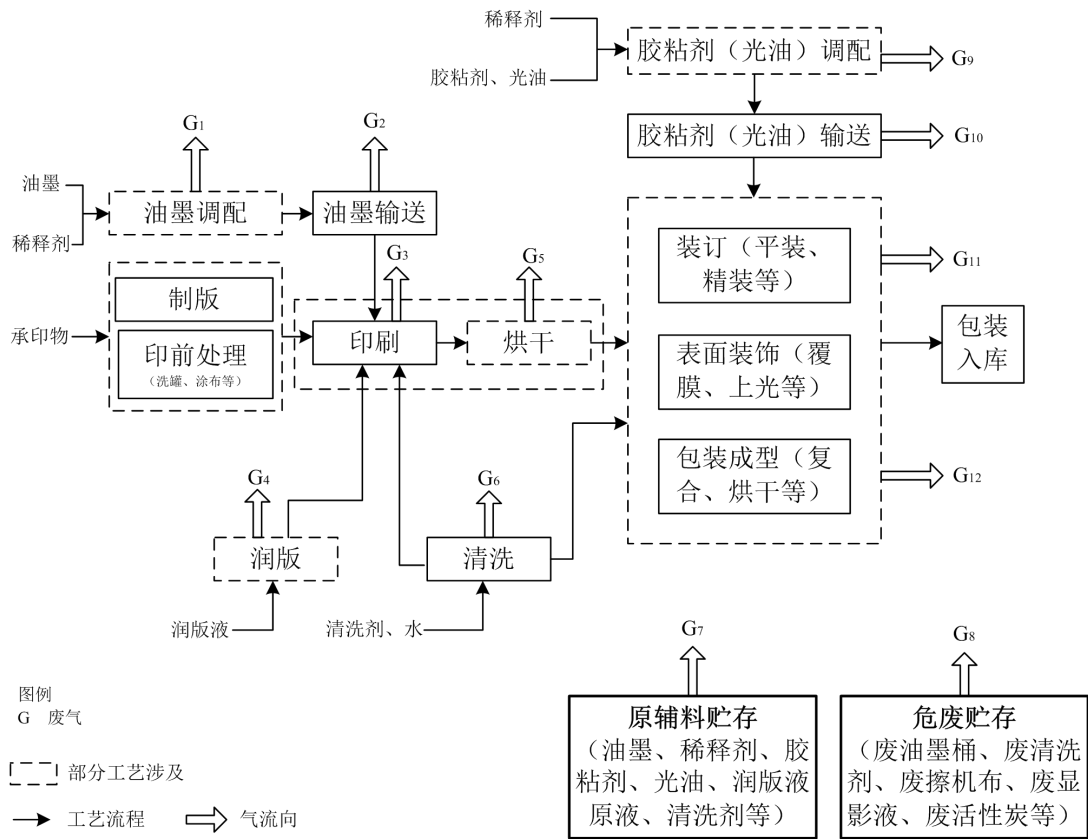 稀释剂
胶粘剂、光油
胶粘剂（光油）调配
G9
胶粘剂（光油）输送
G10
G1
G2
油墨
稀释剂
油墨调配
油墨输送
G3
G5
承印物
制版
印前处理
（洗罐、涂布等）
印刷
烘干
装订（平装、
精装等）
G11
表面装饰（覆
膜、上光等）
包装
入库
包装成型（复
合、烘干等）
G12
G4
G6
润版
清洗
润版液
清洗剂、水
G7
G8
图例
G 废气
部分工艺涉及
工艺流程
气流向
原辅料贮存
（油墨、稀释剂、胶
粘剂、光油、润版液
原液、清洗剂等）
危废贮存
（废油墨桶、废清洗
剂、废擦机布、废显
影液、废活性炭等）